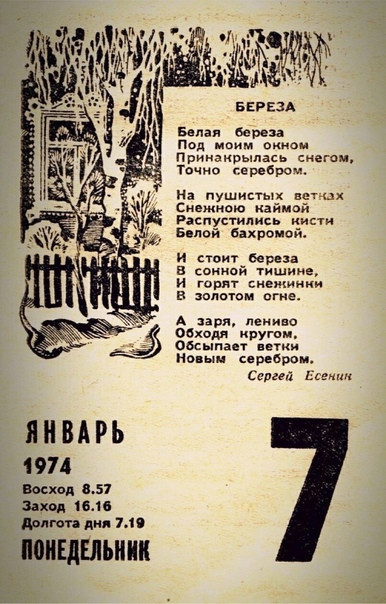 БЕРЕЗА
Белая береза
Под моим окном
Принакрылась снегом,
Точно серебром.
На пушистых ветках
Снежною каймой
Распустились кисти
Белой бахромой.
И стоит береза
В сонной тишине,
И горят снежинки
В золотом огне.
А заря, лениво
Обходя кругом,
Обсыпает ветки
Новым серебром.
Сергей Есенин
ЯНВАРЬ
1974
Восход 8.57
Заход 16.16
Долгота дня 7.19
ПОНЕДЕЛЬНИК
7